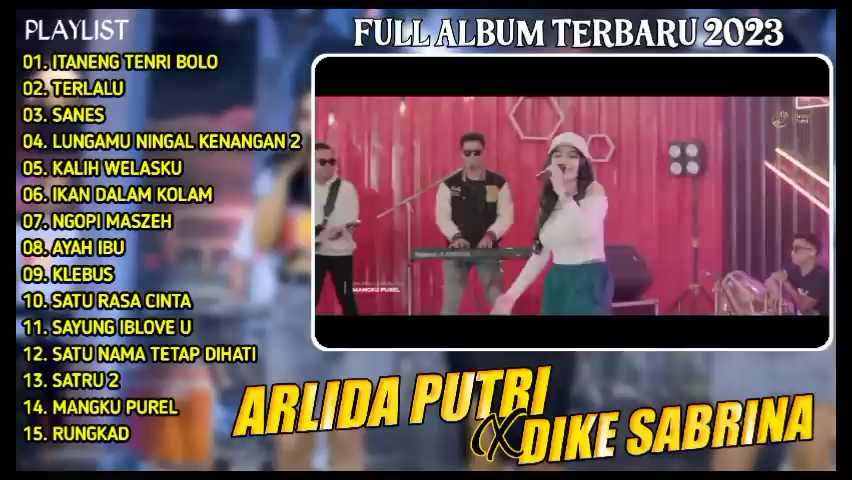 PLAYLIST
FULL ALBUM TERBARU 2023
01. ITANENG TENRI BOLO
02. TERLALU
03. SANES
04. LUNGAMU NINGAL KENANGAN 2
05. KALIH WELASKU
06. IKAN DALAM KOLAM
07. NGOPI MASZEH
08. AYAH IBU
09. KLEBUS
10. SATU RASA CINTA
11. SAYUNG IBLOVE U
12. SATU NAMA TETAP DIHATI
13. SATRU 2
14. MANGKU PUREL
15. RUNGKAD
MANGKU PUREL
ARLIDA PUTRI
X DIKE SABRINA